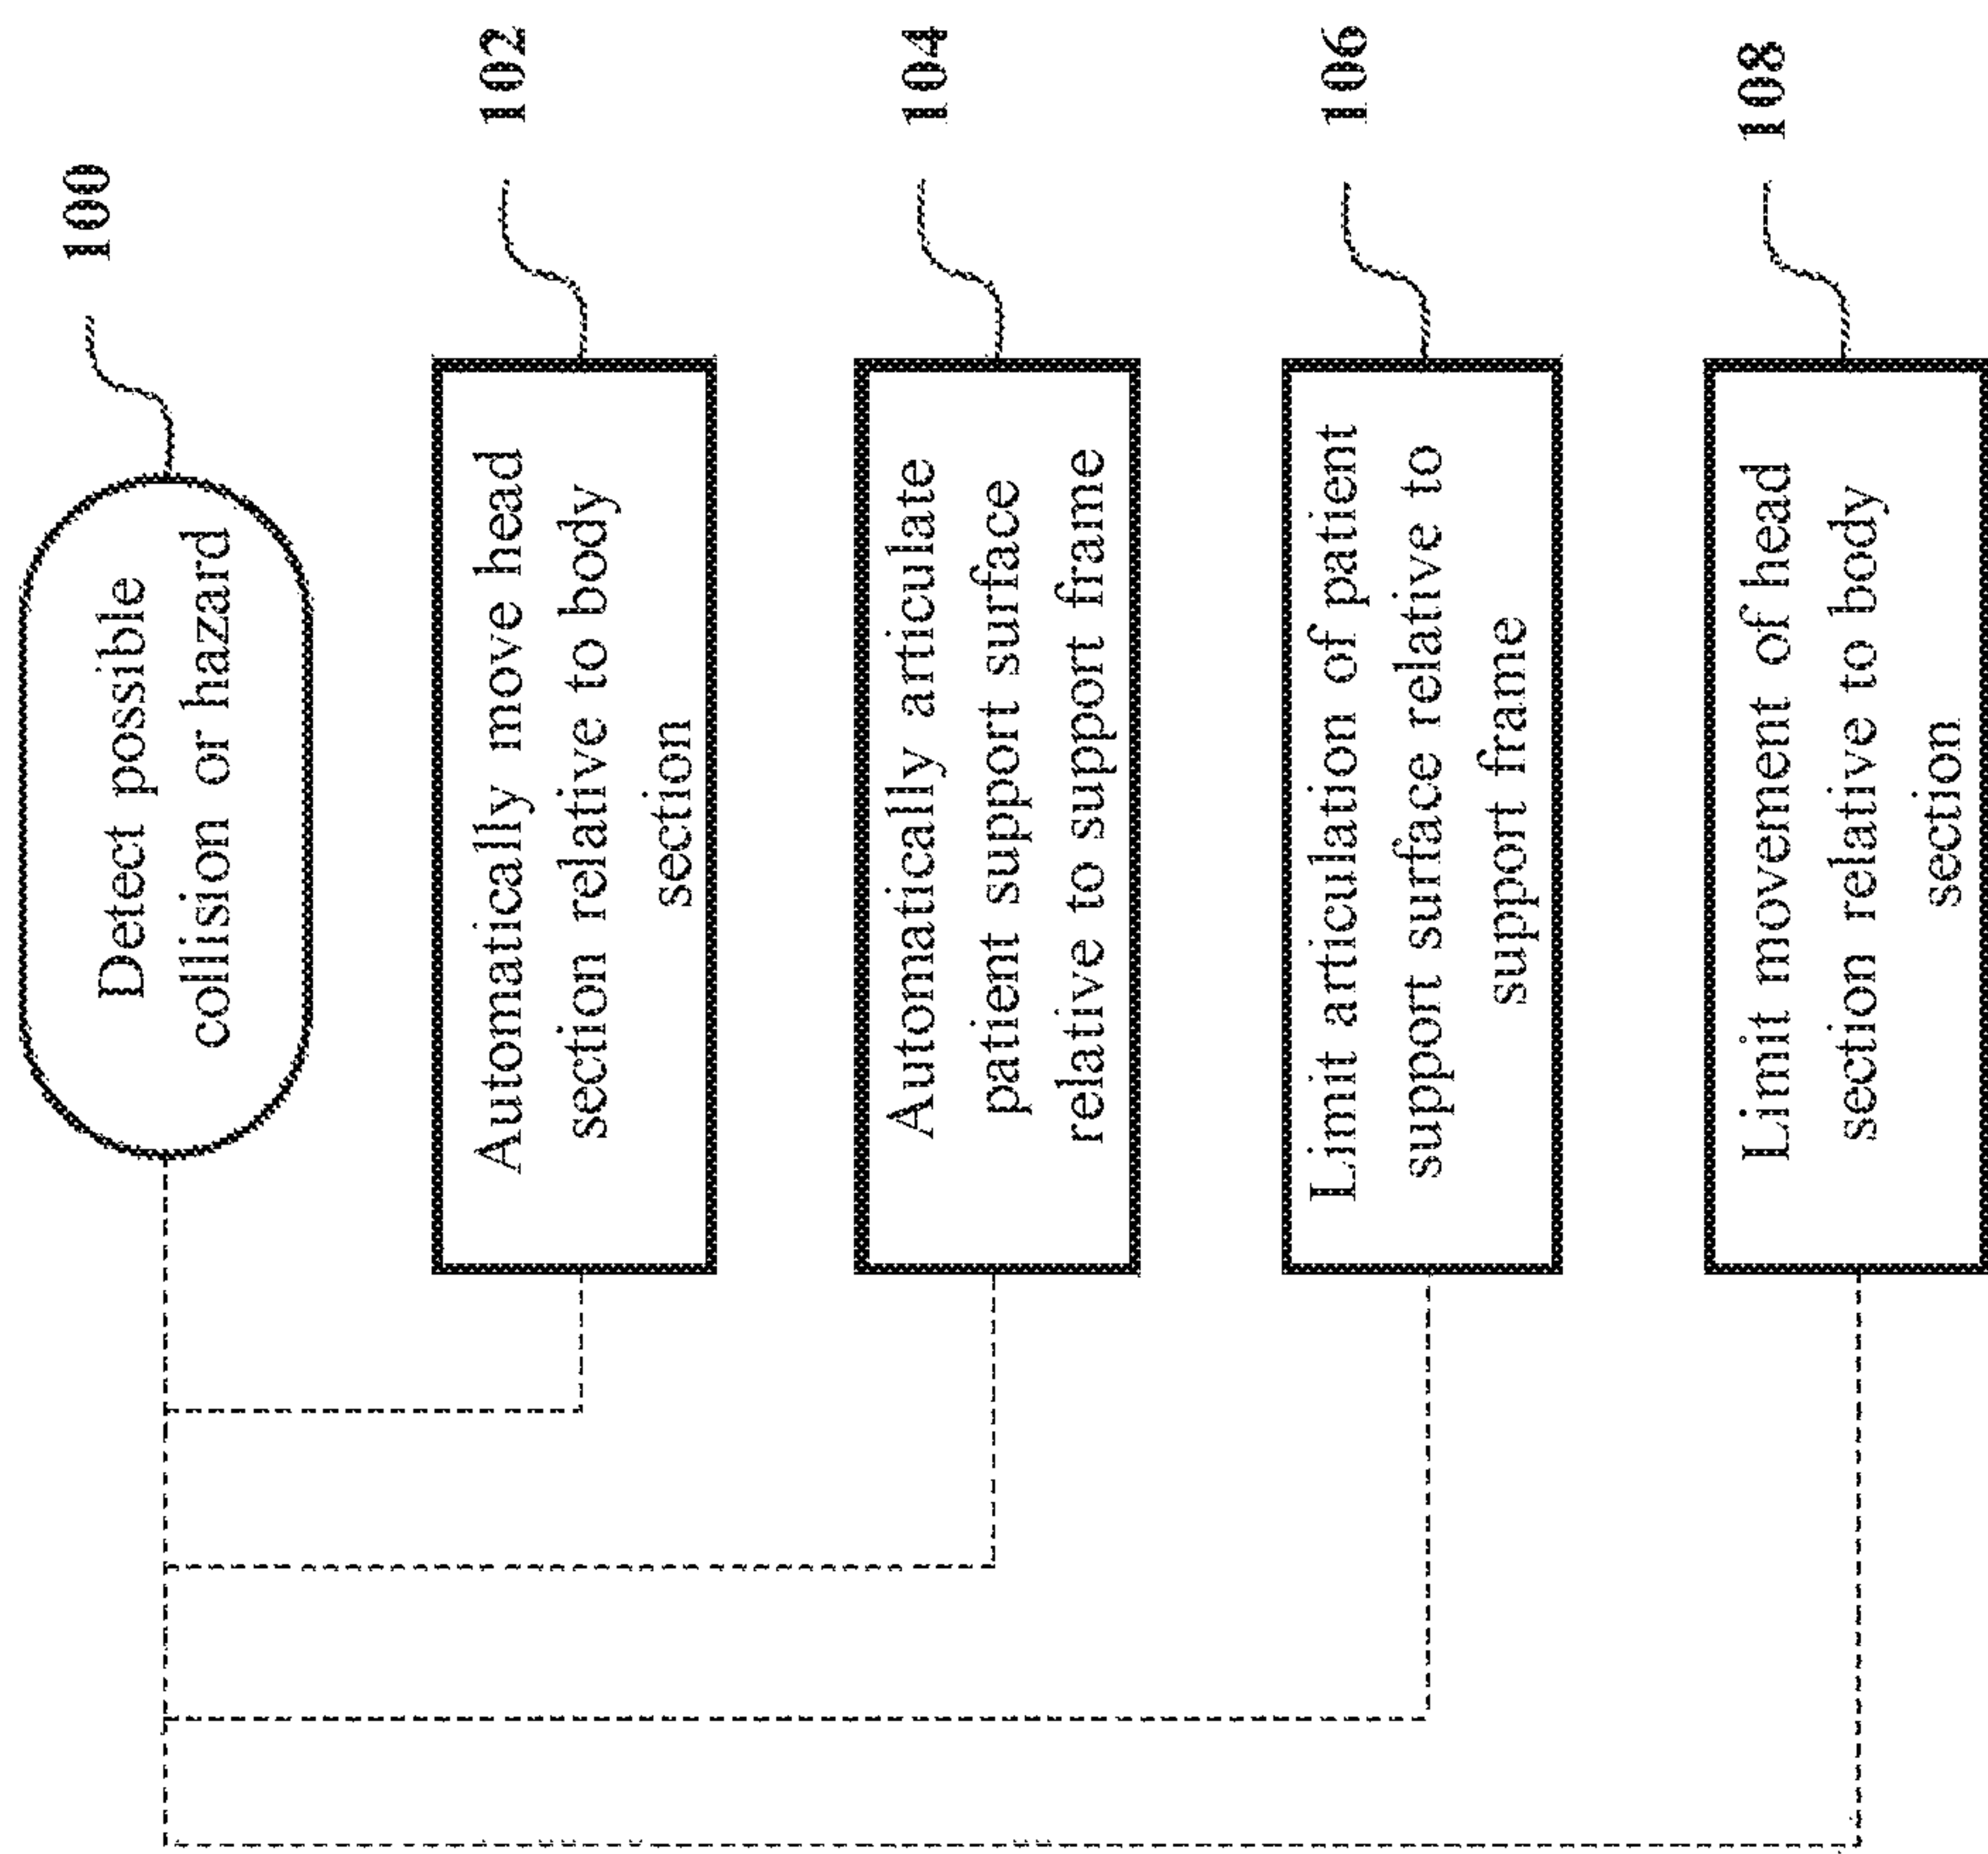 100
Detect possible
collision or hazard
102
Automatically move head
section relative to body
section
104
Automatically articulate
patient support surface
relative to support frame
106
Limit articulation of patient
support surface relative to
support frame
108
Limit movement of head
section relative to body
section